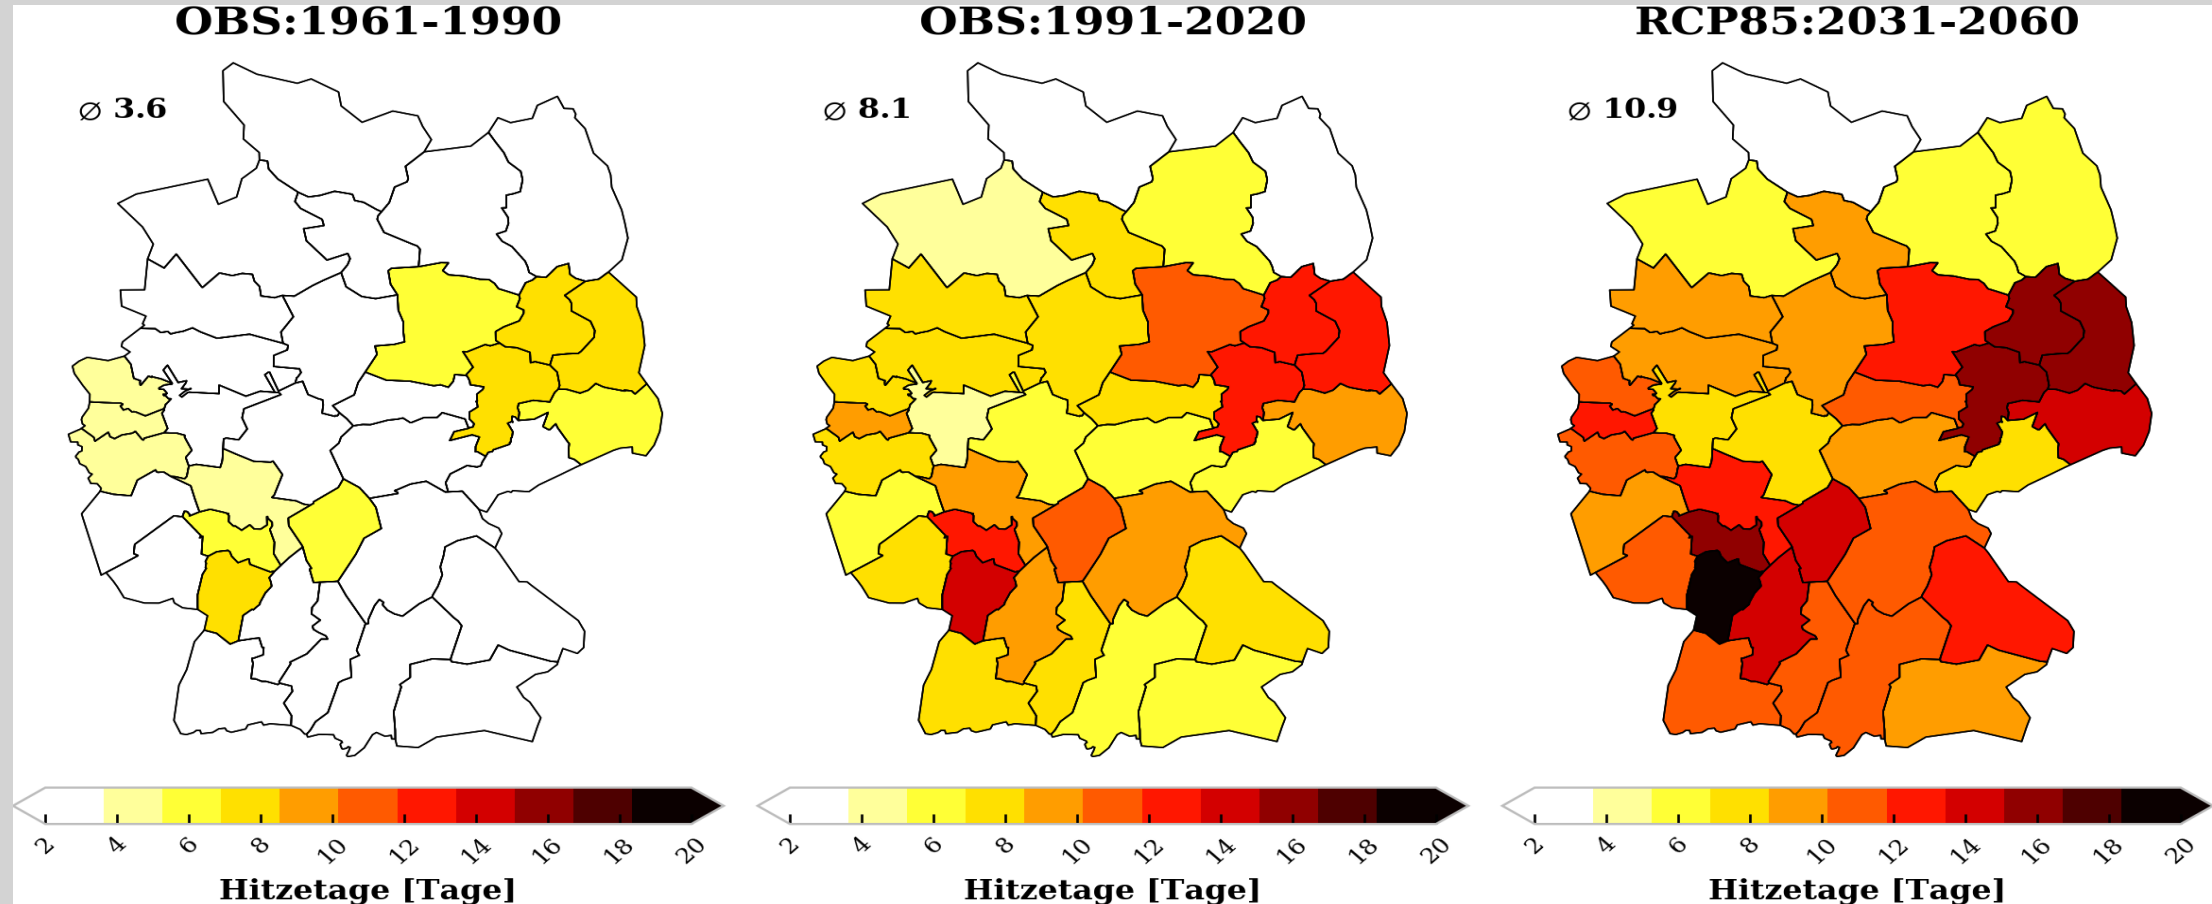 OBS:1961-1990
OBS:1991-2020
RCP85:2031-2060
∅ 3.6
∅ 8.1
∅ 10.9
2 4 6 8 10 12 14 16 18 20
2 4 6 8 10 12 14 16 18 20
2 4 6 8 10 12 14 16 18 20
Hitzetage [Tage]
Hitzetage [Tage]
Hitzetage [Tage]